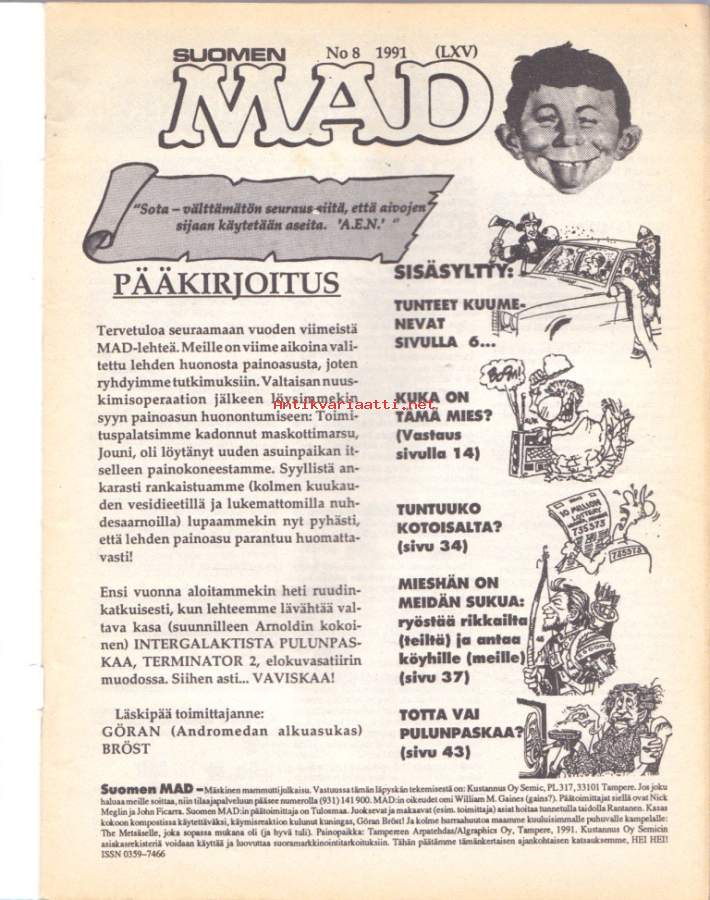 SUOMEN No 8 1991 (LXV)
MAD
"Sota – välttämätön seuraus siitä, että aivojen
sijaan käytetään aseita. 'A.E.N.' "
PÄÄKIRJOITUS
Tervetuloa seuraamaan vuoden viimeistä
MAD-lehteä. Meille on viime aikoina vali-
tettu lehden huonosta painoasusta, joten
ryhdyimme tutkimuksiin. Valtaisan nuus-
kimisoperaation jälkeen löysimmekin
syyn painoasun huonontumiseen: Toimi-
tuspalatsimme kadonnut maskottimarsu,
Jouni, oli löytänyt uuden asuinpaikan it-
selleen painokoneestamme. Syyllistä an-
karasti rankaistuamme (kolmen kuukau-
den vesidieetillä ja lukemattomilla nuh-
desaarnoilla) lupaammekin nyt pyhästi,
että lehden painoasu parantuu huomatta-
vasti!
Ensi vuonna aloitammekin heti ruudin-
katkuisesti, kun lehteemme lävähtää val-
tava kasa (suunnilleen Arnoldin kokoi-
nen) INTERGALAKTISTA PULUNPAS-
KAA, TERMINATOR 2, elokuvasatiirin
muodossa. Siihen asti... VAVISKAA!
Läskipää toimittajanne:
GÖRAN (Andromedan alkuasukas)
BRÖST
SISÄSYLTTY:
TUNTEET KUUME-
NEVAT
SIVULLA 6...
BOOM!
KUKA ON
TÄMÄ MIES?
(Vastaus
sivulla 14)
TUNTUUKO
KOTOISALTA?
(sivu 34)
10 MILLION
LOTTERY
735373
735373
MIESHÄN ON
MEIDÄN SUKUA:
ryöstää rikkailta
(teiltä) ja antaa
köyhille (meille)
(sivu 37)
TOTTA VAI
PULUNPASKAA?
(sivu 43)
Antikvariaatti.net
Suomen MAD – Mäskinen mammuttijulkaisu. Vastuussa tämän läpyskän tekemisestä on: Kustannus Oy Semic, PL 317, 33101 Tampere. Jos joku
haluaa meille soittaa, niin tilaajapalveluun pääsee numerolla (931) 141 900. MAD:in oikeudet omi William M. Gaines (gains?). Päätoimittajat siellä ovat Nick
Meglin ja John Ficarra. Suomen MAD:in päätoimittaja on Tulosmaa. Juoksevat ja makaavat (esim. toimittaja) asiat hoitaa tunnetulla taidolla Rantanen. Kasas
kokoon kompostissa käytettäväksi, käymisreaktion kulunut kuningas, Göran Bröst! Ja kolme hurraahuutoa maamme kuuluisimmalle puhuvalle kampelalle:
The Metsäselle, joka sopassa mukana oli (ja hyvä tuli). Painopaikka: Tampereen Arpatehdas/Algraphics Oy, Tampere, 1991. Kustannus Oy Semicin
asiakasrekisteriä voidaan käyttää ja luovuttaa suoramarkkinointitarkoituksiin. Tähän päätämme tämänkertaisen ajankohtaisen katsauksemme, HEI HEI!
ISSN 0359–7466